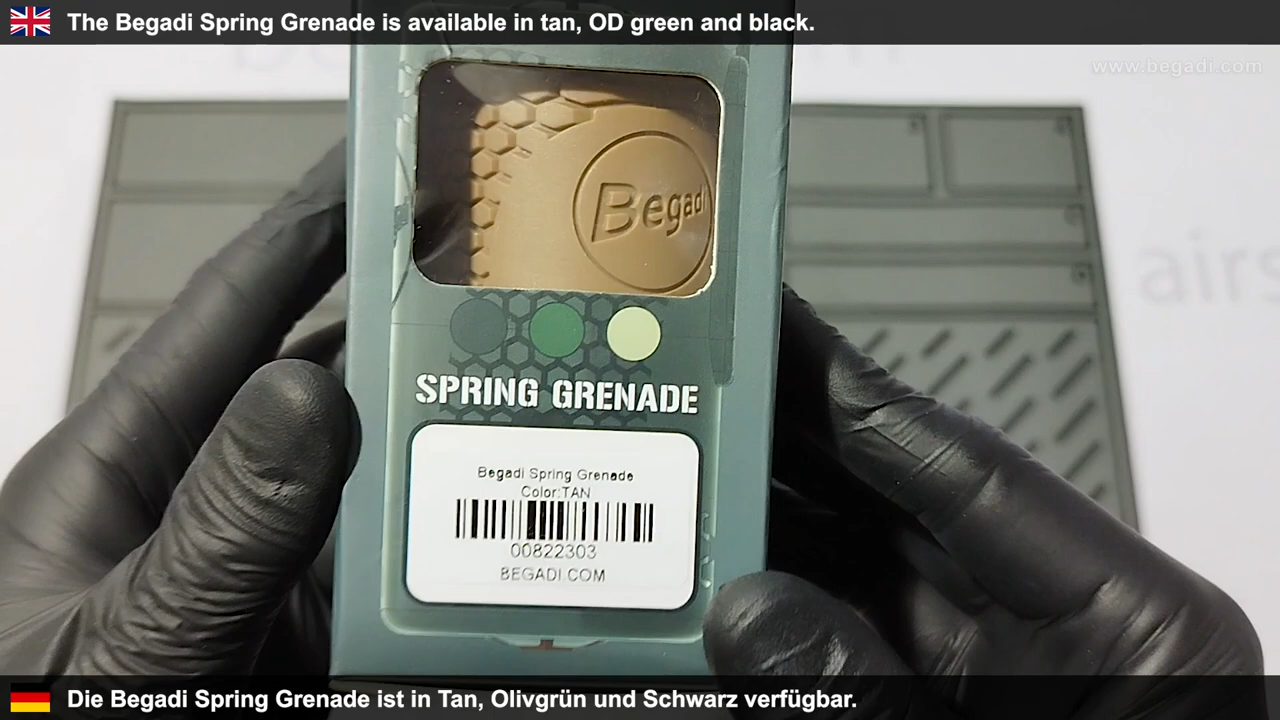 The Begadi Spring Grenade is available in tan, OD green and black.
www.begadi.com
Begadi
airs
SPRING GRENADE
Begadi Spring Grenade
Color:TAN
00822303
BEGADI.COM
Die Begadi Spring Grenade ist in Tan, Olivgrün und Schwarz verfügbar.